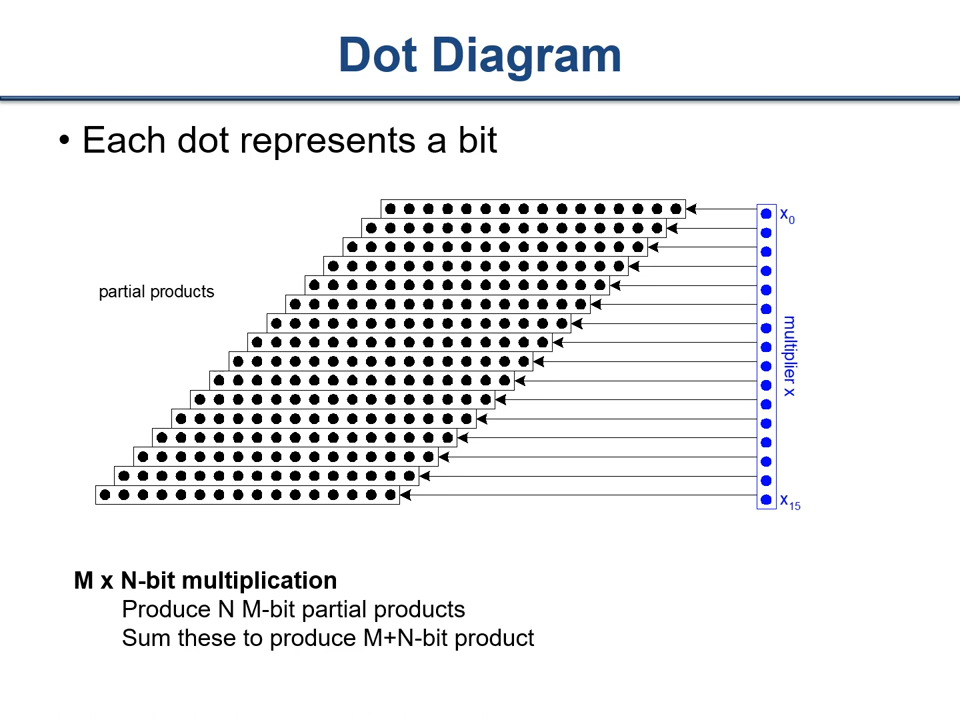 Dot Diagram
• Each dot represents a bit
x0
partial products
multiplier x
x15
M x N-bit multiplication
Produce N M-bit partial products
Sum these to produce M+N-bit product